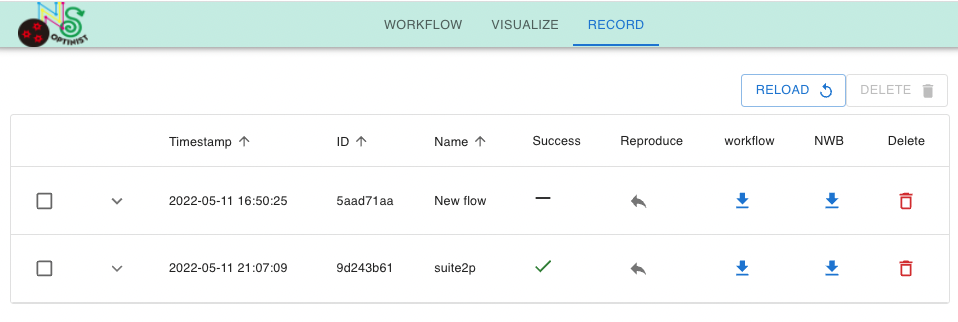 NS
OPTINIST
WORKFLOW VISUALIZE RECORD
RELOAD DELETE
Timestamp ID Name Success Reproduce workflow NWB Delete
2022-05-11 16:50:25 5aad71aa New flow
2022-05-11 21:07:09 9d243b61 suite2p